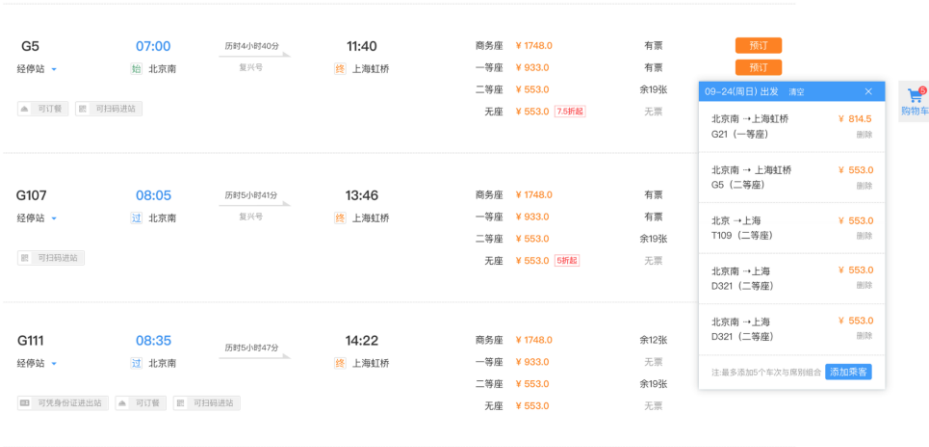 G5 07:00 历时4小时40分 11:40 商务座 ¥ 1748.0 有票 预订
经停站 始 北京南 复兴号 终 上海虹桥 一等座 ¥ 933.0 有票 预订
二等座 ¥ 553.0 余19张
可订餐 可扫码进站 无座 ¥ 553.0 7.5折起 无票
G107 08:05 历时5小时41分 13:46 商务座 ¥ 1748.0 有票
经停站 过 北京南 复兴号 终 上海虹桥 一等座 ¥ 933.0 有票
二等座 ¥ 553.0 余19张
可扫码进站 无座 ¥ 553.0 5折起 无票
G111 08:35 历时5小时47分 14:22 商务座 ¥ 1748.0 余12张
经停站 过 北京南 终 上海虹桥 一等座 ¥ 933.0 无票
二等座 ¥ 553.0 余19张
可凭身份证进出站 可订餐 可扫码进站 无座 ¥ 553.0 无票
09-24(周日) 出发 清空 ×
北京南 →上海虹桥 ¥ 814.5
G21（一等座） 删除
北京南 → 上海虹桥 ¥ 553.0
G5（二等座） 删除
北京 →上海 ¥ 553.0
T109（二等座） 删除
北京南 →上海 ¥ 553.0
D321（二等座） 删除
北京南 →上海 ¥ 553.0
D321（二等座） 删除
注:最多添加5个车次与席别组合 添加乘客
5
购物车